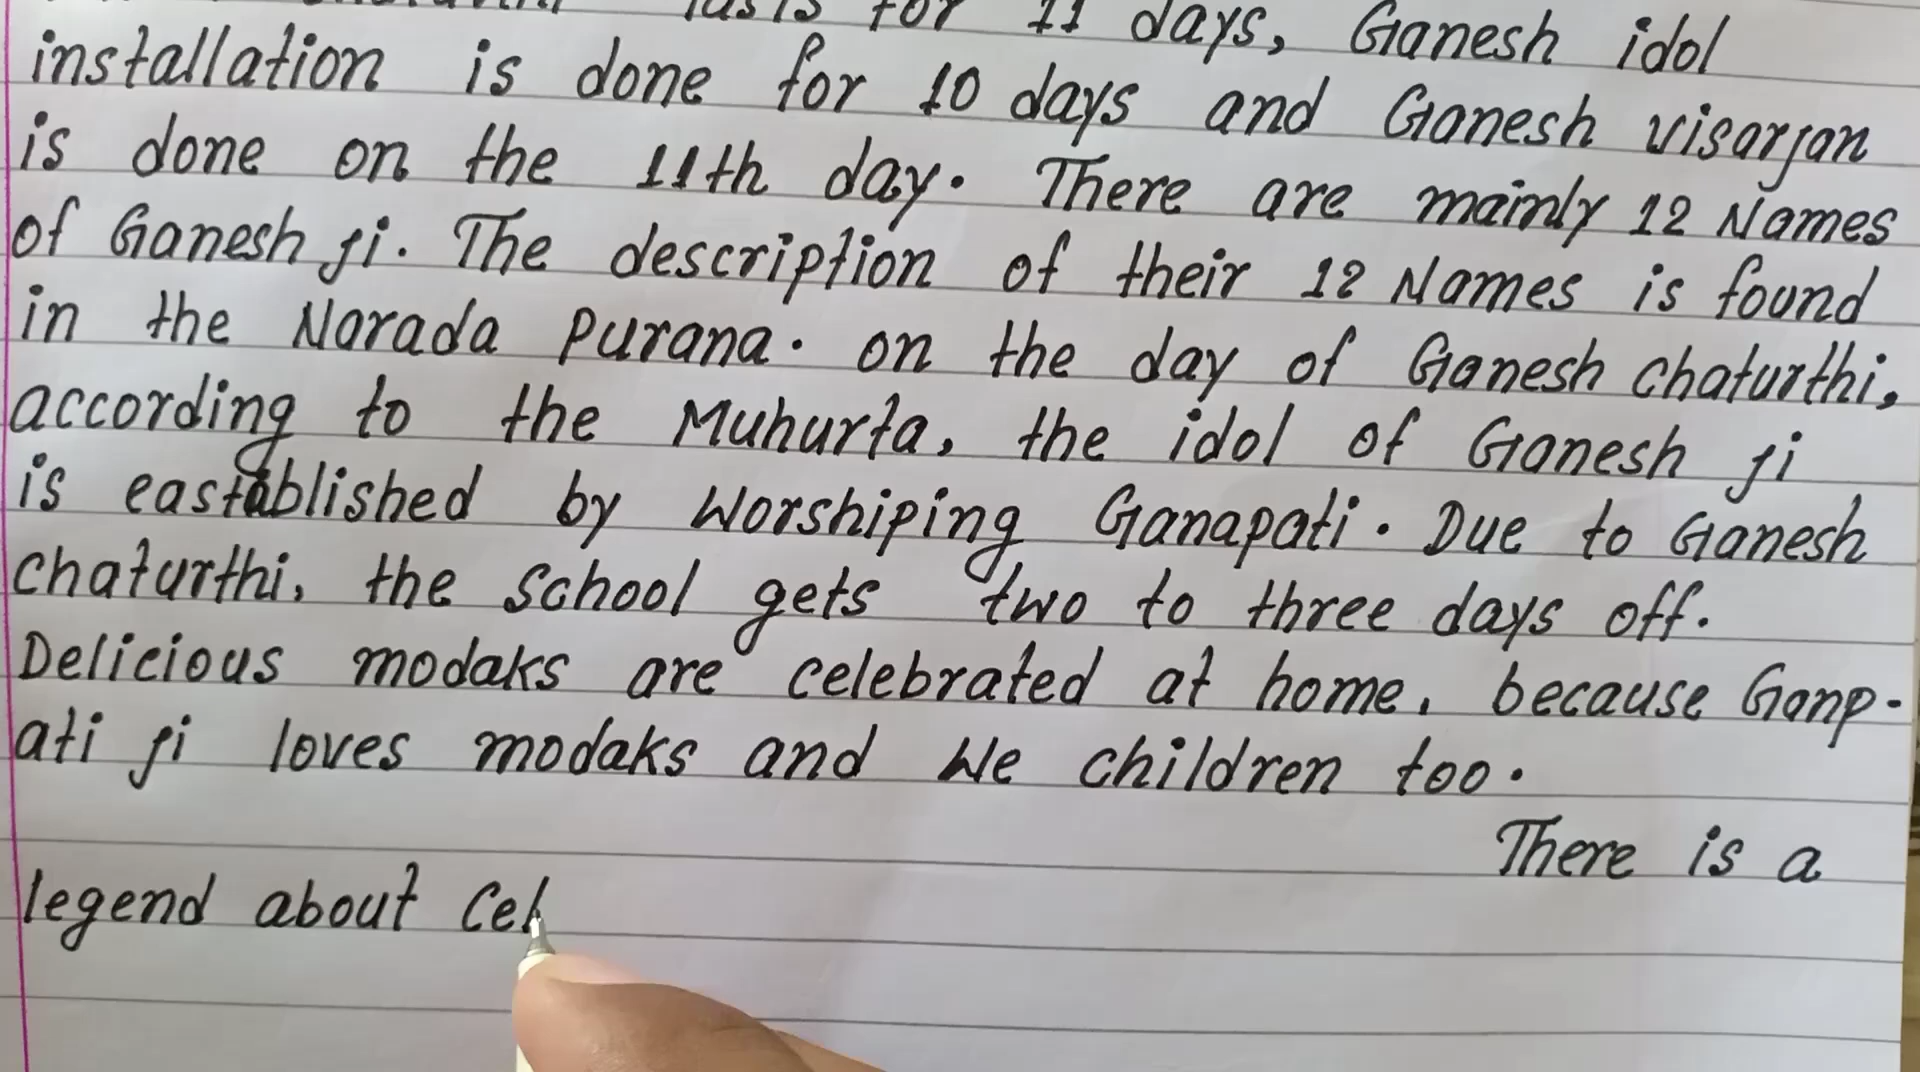 for 11 days, Ganesh idol
installation is done for 10 days and Ganesh visarjan
is done on the 11th day. There are mainly 12 Names
of Ganesh ji. The description of their 12 Names is found
in the Narada Purana. on the day of Ganesh chaturthi,
according to the Muhurta, the idol of Ganesh ji
is eastablished by Worshiping Ganapati. Due to Ganesh
chaturthi, the school gets two to three days off.
Delicious modaks are celebrated at home, because Ganp-
ati ji loves modaks and We children too.
There is a
legend about Cel